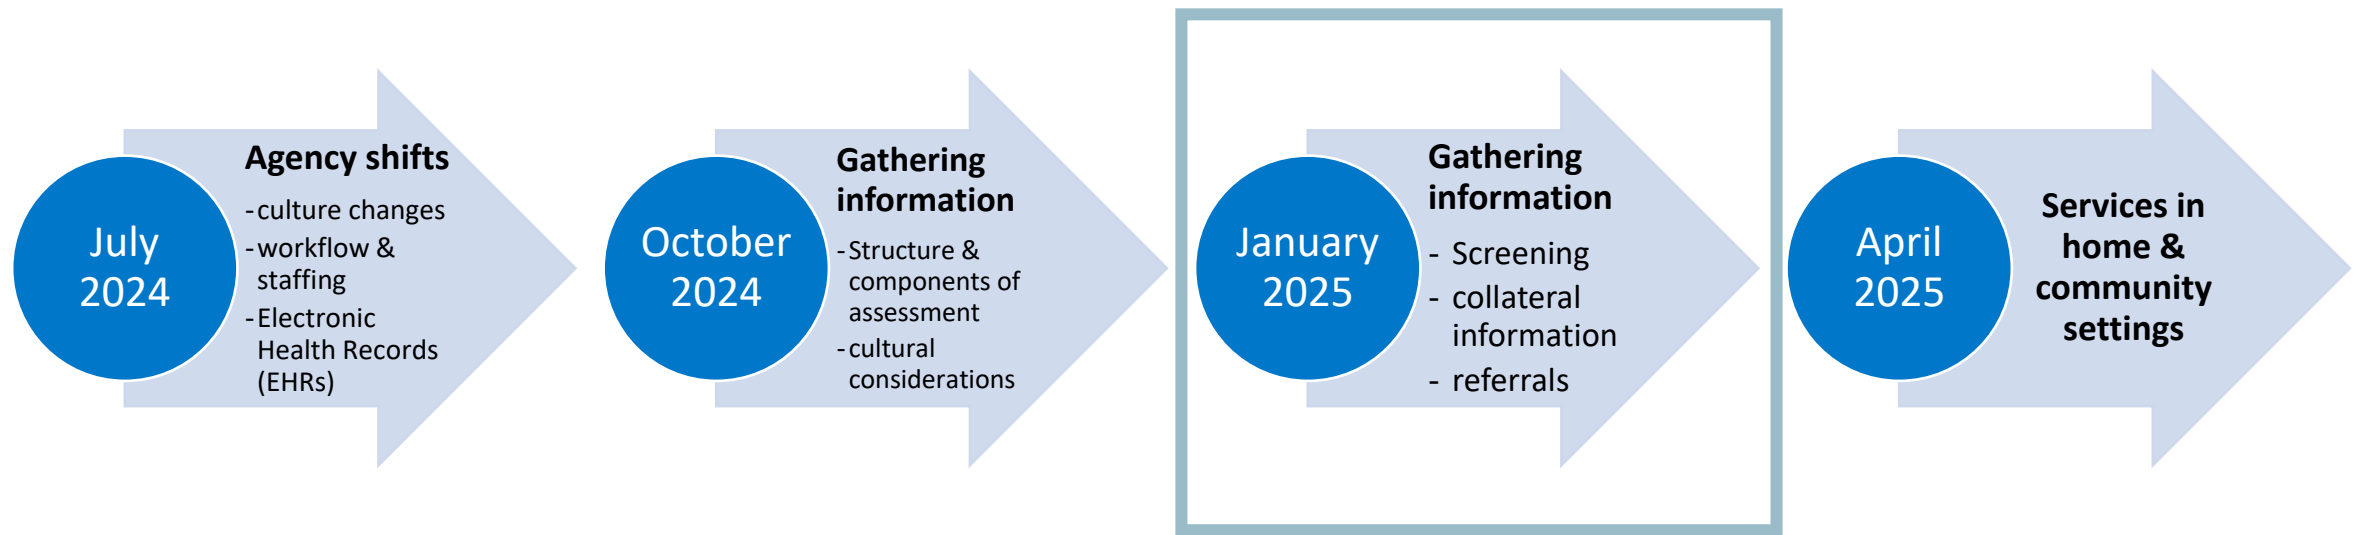 July
2024
Agency shifts
-culture changes
-workflow &
staffing
-Electronic
Health Records
(EHRs)
October
2024
Gathering
information
-Structure &
components of
assessment
-cultural
considerations
January
2025
Gathering
information
- Screening
- collateral
information
- referrals
April
2025
Services in
home &
community
settings